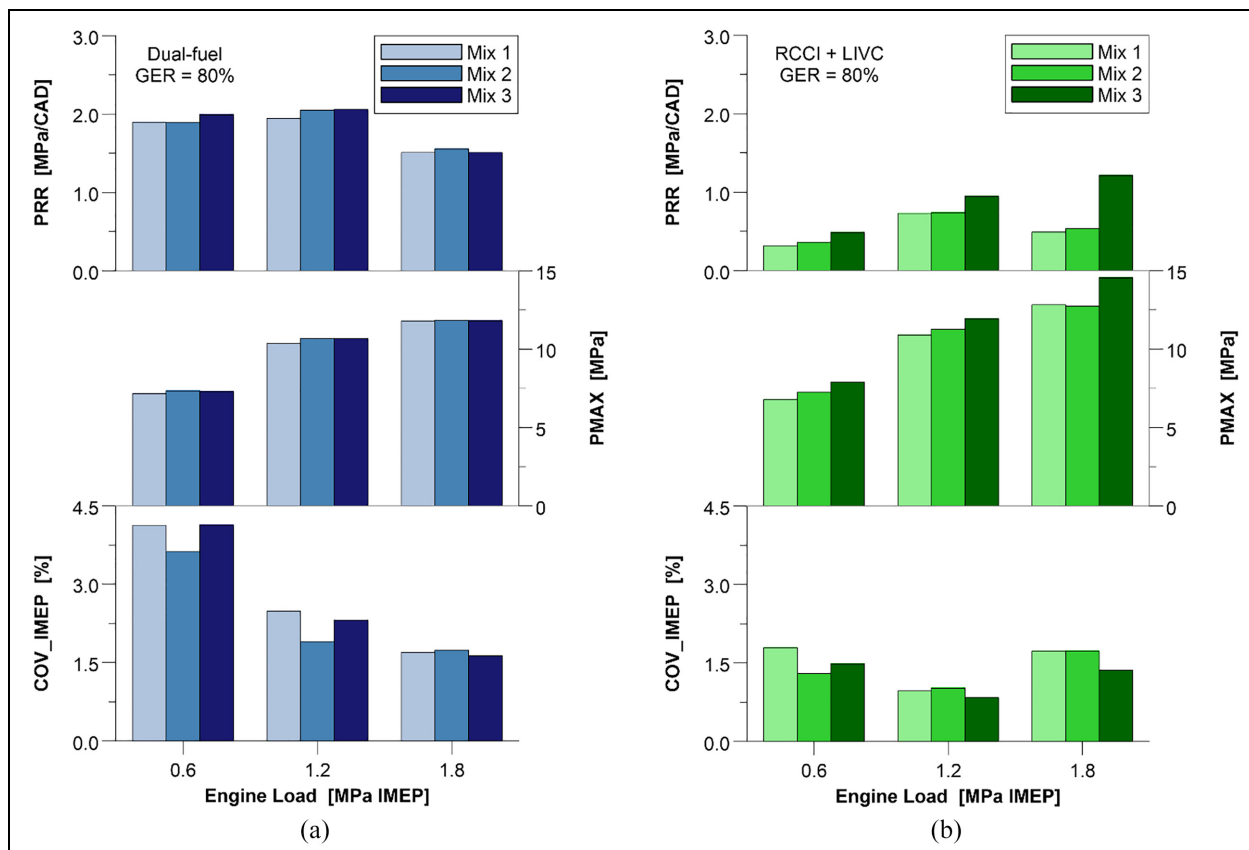 3.0
2.0
1.0
0.0
PRR [MPa/CAD]
Dual-fuel
GER = 80%
Mix 1
Mix 2
Mix 3
15
10
5
0
PMAX [MPa]
4.5
3.0
1.5
0.0
COV_IMEP [%]
0.6 1.2 1.8
Engine Load [MPa IMEP]
(a)
3.0
2.0
1.0
0.0
PRR [MPa/CAD]
RCCI + LIVC
GER = 80%
Mix 1
Mix 2
Mix 3
15
10
5
0
PMAX [MPa]
4.5
3.0
1.5
0.0
COV_IMEP [%]
0.6 1.2 1.8
Engine Load [MPa IMEP]
(b)